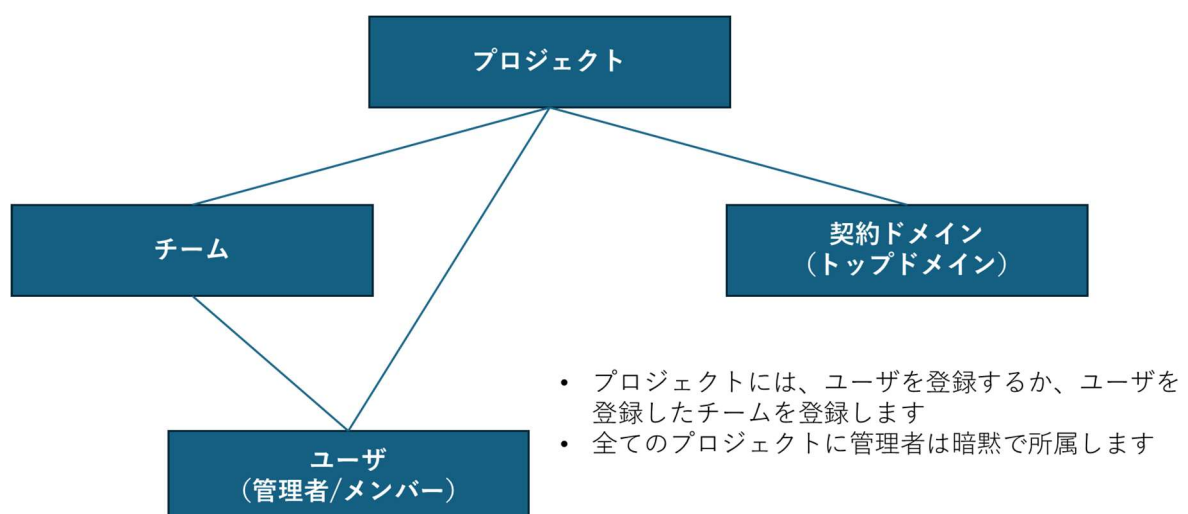 プロジェクト
チーム
契約ドメイン
（トップドメイン）
ユーザ
（管理者/メンバー）
• プロジェクトには、ユーザを登録するか、ユーザを
登録したチームを登録します
• 全てのプロジェクトに管理者は暗黙で所属します